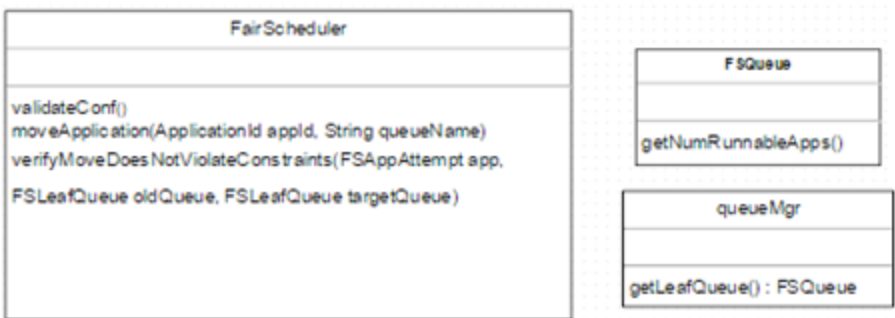 FairScheduler
validateConf()
moveApplication(ApplicationId appId, String queueName)
verifyMoveDoesNotViolateConstraints(FSAppAttempt app,
FSLeafQueue oldQueue, FSLeafQueue targetQueue)
FSQueue
getNumRunnableApps()
queueMgr
getLeafQueue() : FSQueue